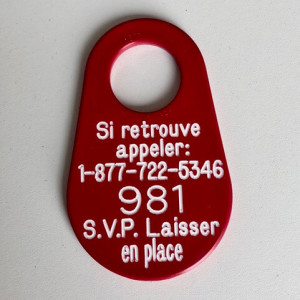 Si retrouve
appeler:
1-877-722-5346
981
S.V.P. Laisser
en place